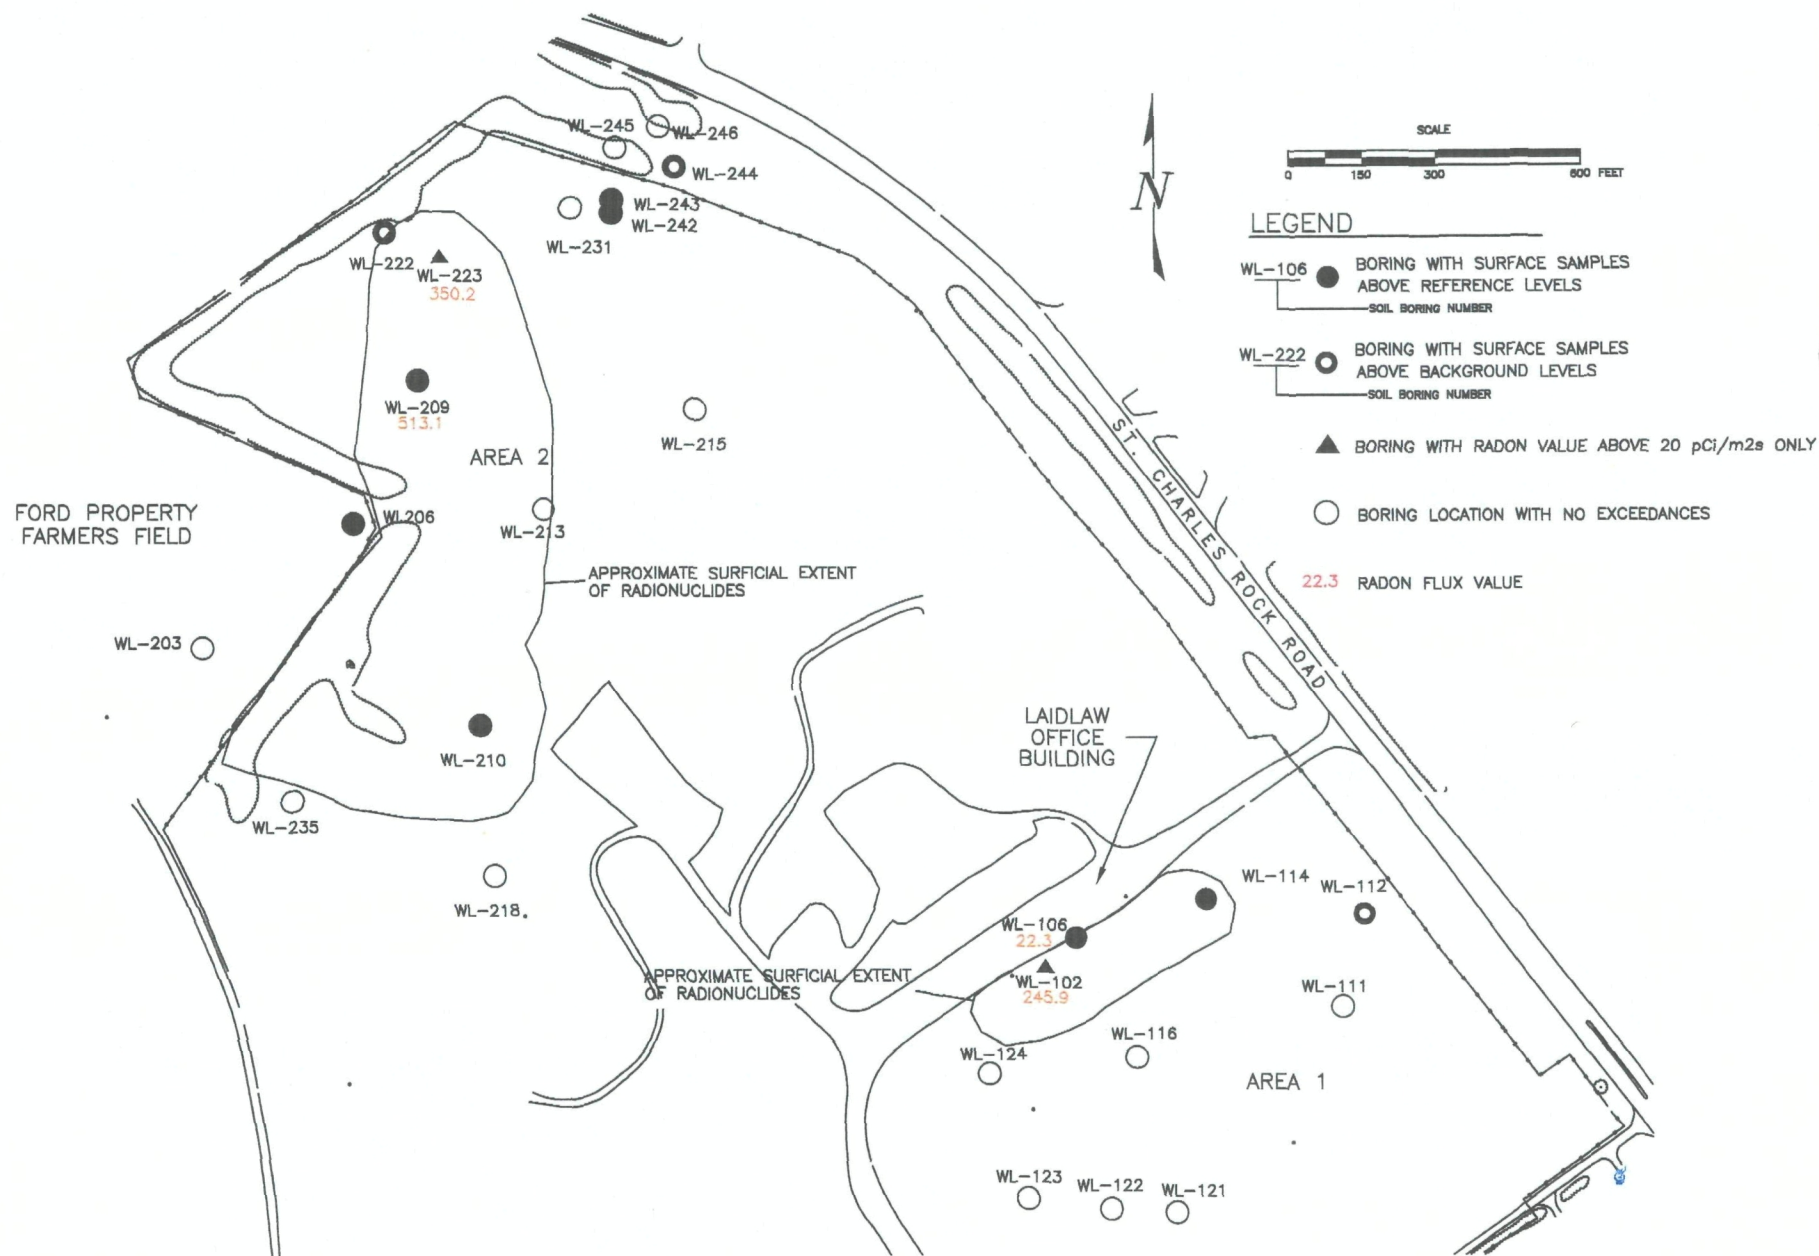 WL-245
WL-246
WL-244
WL-243
WL-242
WL-231
WL-222
WL-223
350.2
WL-209
513.1
AREA 2
WL-215
WL-213
WL206
FORD PROPERTY
FARMERS FIELD
APPROXIMATE SURFICIAL EXTENT
OF RADIONUCLIDES
WL-203
WL-210
WL-235
WL-218
N
SCALE
0 150 300 600 FEET
LEGEND
WL-106
BORING WITH SURFACE SAMPLES
ABOVE REFERENCE LEVELS
SOIL BORING NUMBER
WL-222
BORING WITH SURFACE SAMPLES
ABOVE BACKGROUND LEVELS
SOIL BORING NUMBER
BORING WITH RADON VALUE ABOVE 20 pCi/m2s ONLY
BORING LOCATION WITH NO EXCEEDANCES
22.3 RADON FLUX VALUE
ST. CHARLES ROCK ROAD
LAIDLAW
OFFICE
BUILDING
WL-114
WL-112
WL-106
22.3
WL-102
245.9
APPROXIMATE SURFICIAL EXTENT
OF RADIONUCLIDES
WL-111
WL-116
WL-124
AREA 1
WL-123
WL-122
WL-121